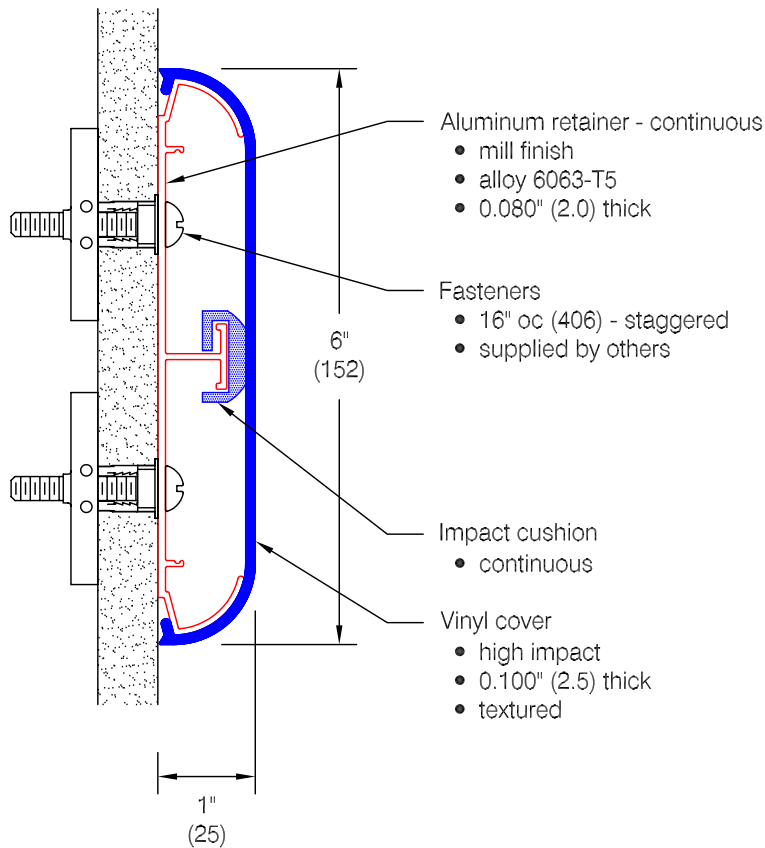 Aluminum retainer - continuous
• mill finish
• alloy 6063-T5
• 0.080" (2.0) thick
Fasteners
• 16" oc (406) - staggered
• supplied by others
6"
(152)
Impact cushion
• continuous
Vinyl cover
• high impact
• 0.100" (2.5) thick
• textured
1"
(25)